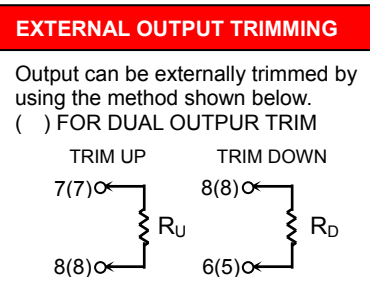 EXTERNAL OUTPUT TRIMMING
Output can be externally trimmed by
using the method shown below.
( ) FOR DUAL OUTPUR TRIM
TRIM UP TRIM DOWN
7(7) 8(8)
RU RD
8(8) 6(5)